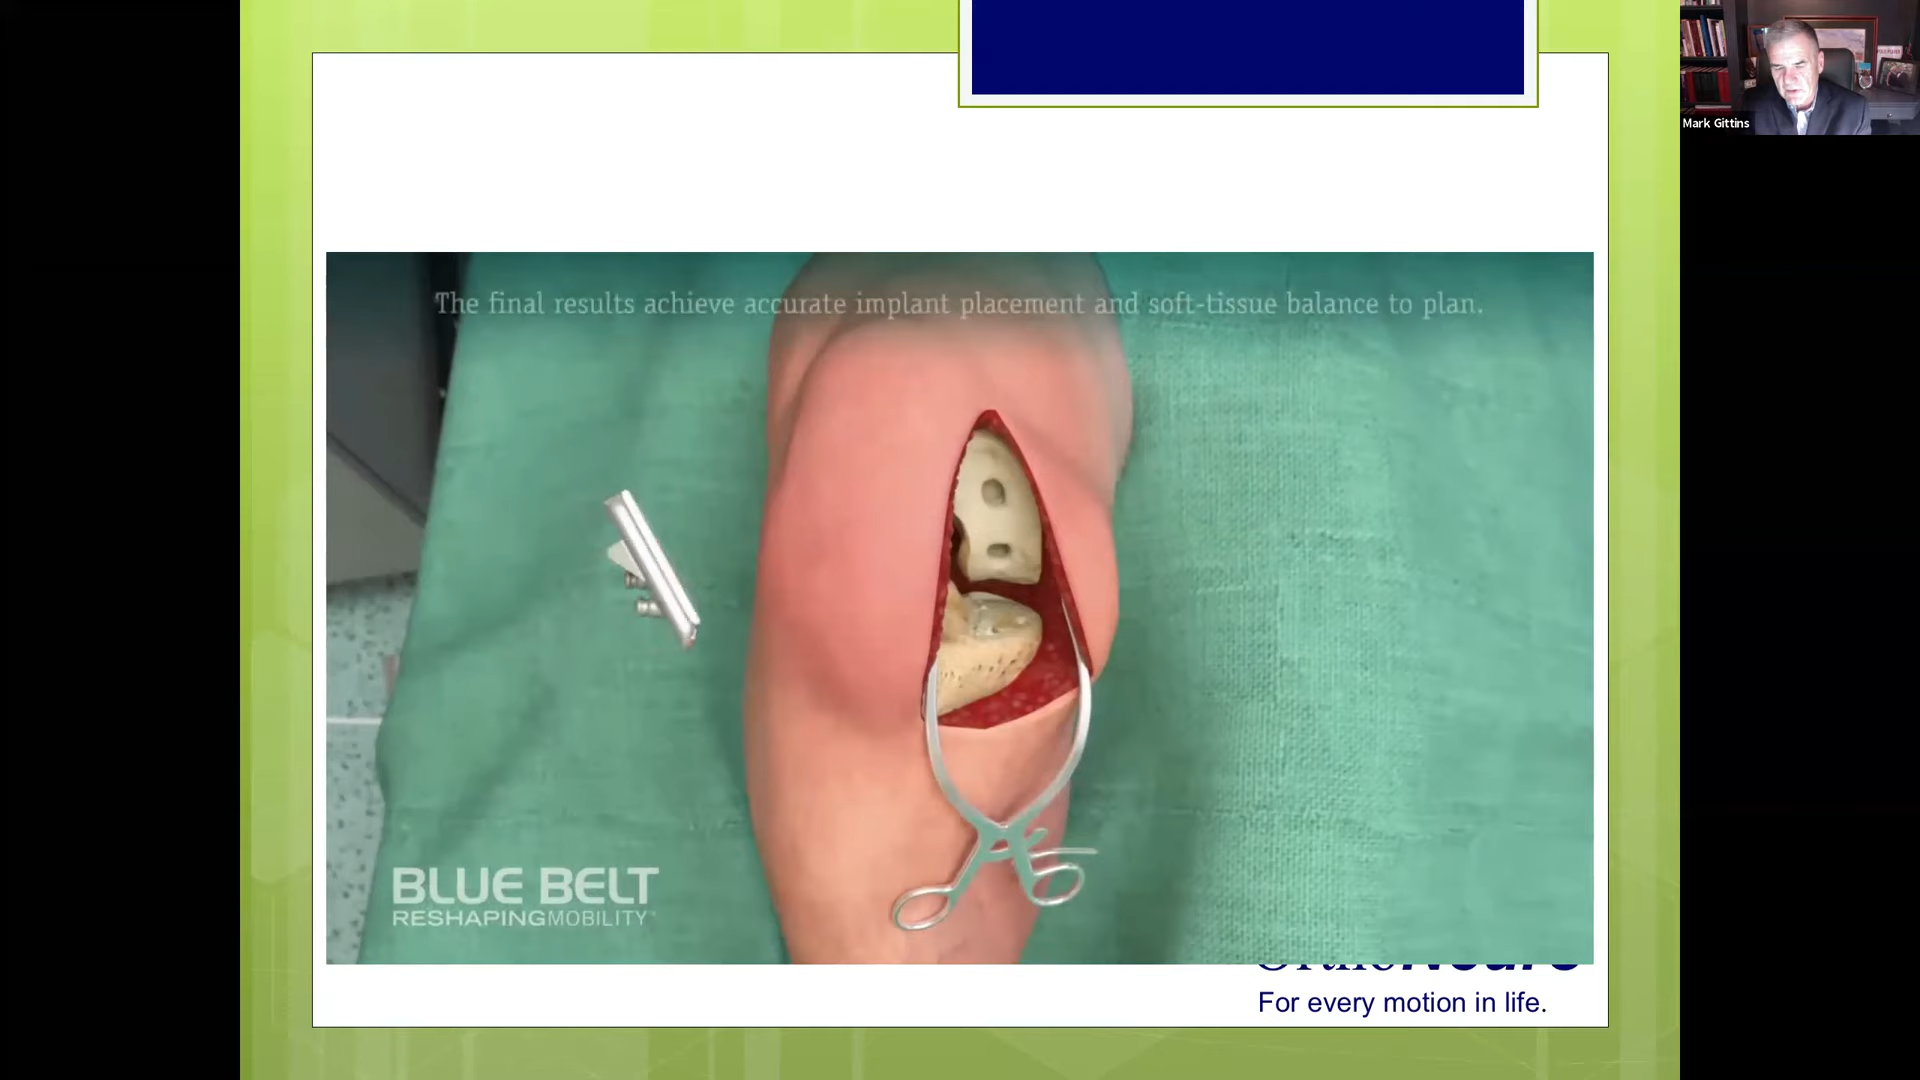 Mark Gittins
The final results achieve accurate implant placement and soft-tissue balance to plan.
BLUE BELT
RESHAPINGMOBILITY
For every motion in life.